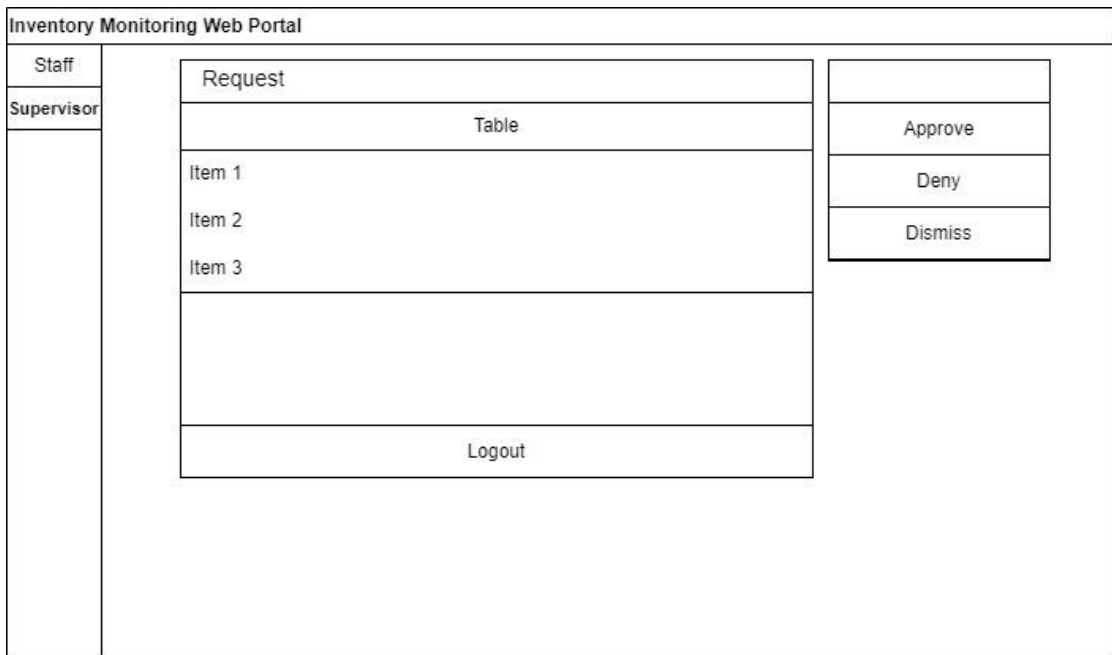 Inventory Monitoring Web Portal
Staff
Supervisor
Request
Table
Item 1
Item 2
Item 3
Logout
Approve
Deny
Dismiss